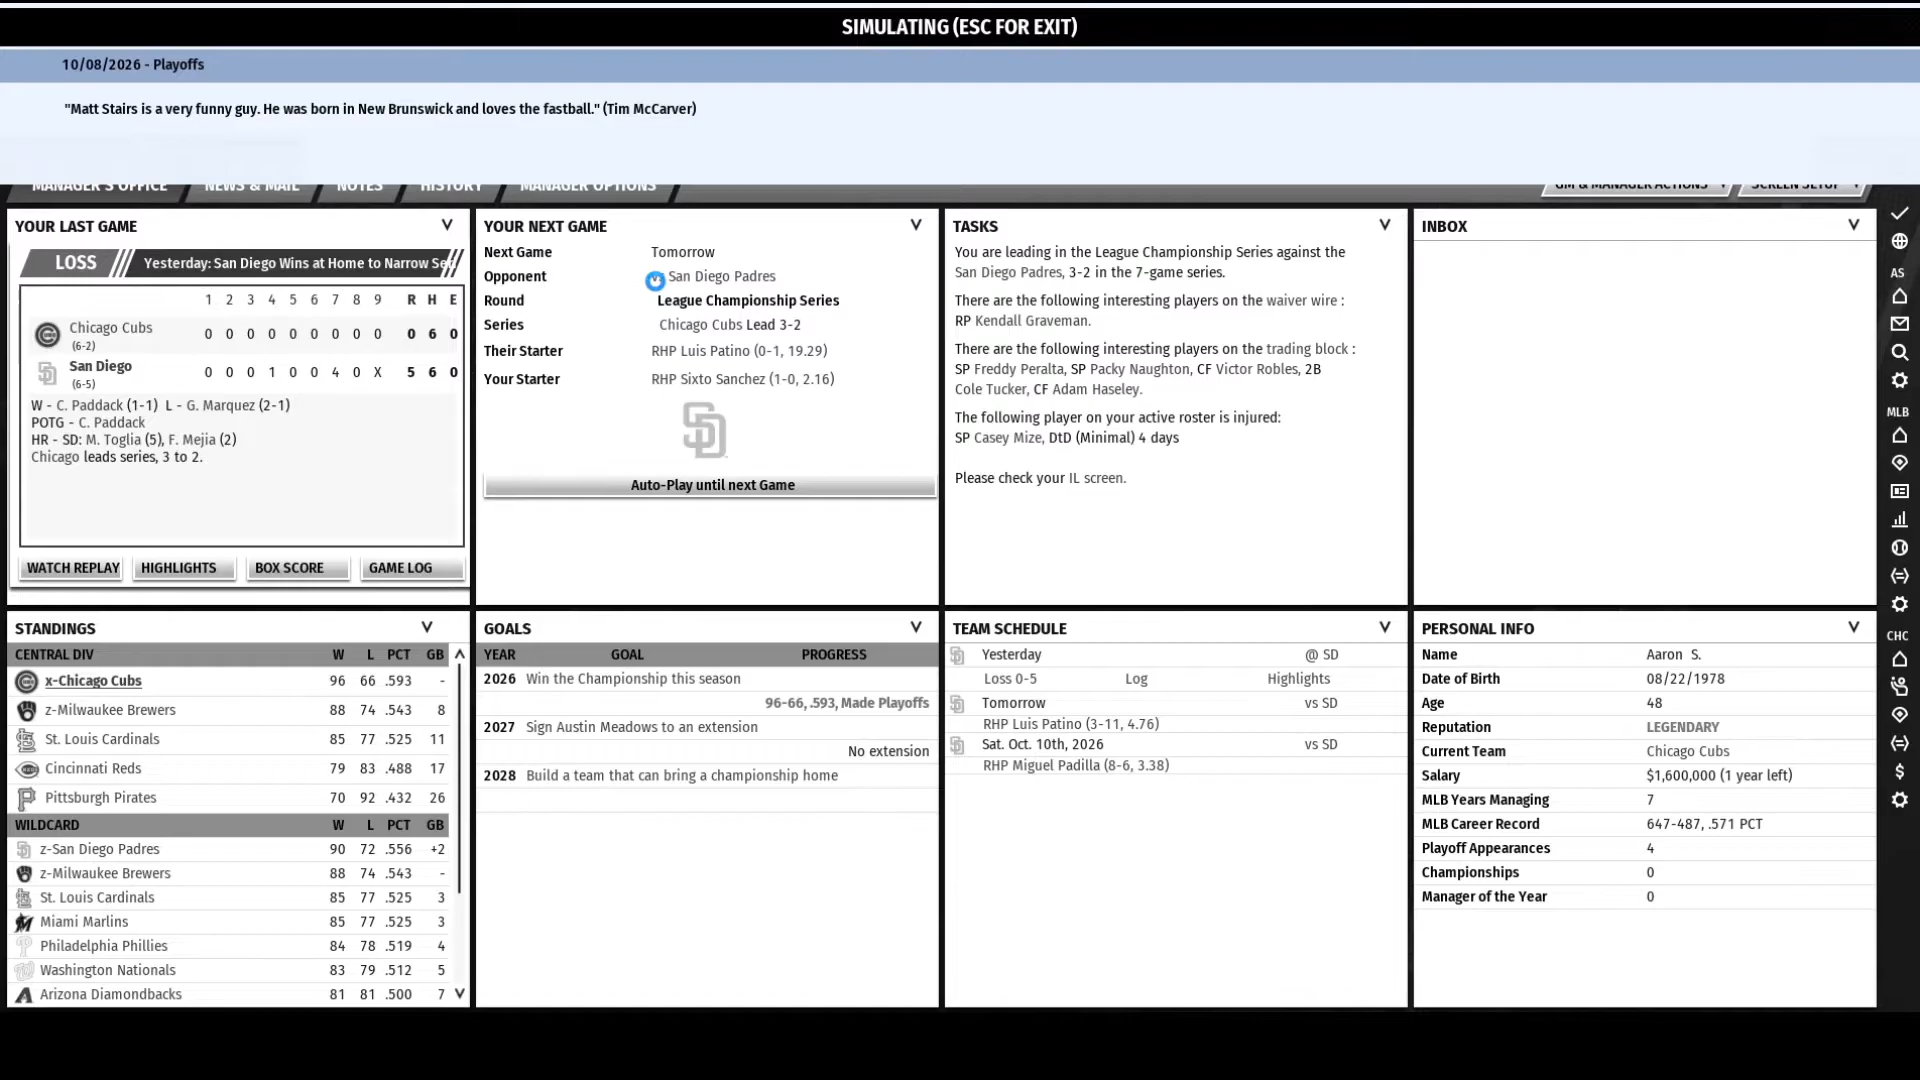 SIMULATING (ESC FOR EXIT)
10/08/2026 - Playoffs
"Matt Stairs is a very funny guy. He was born in New Brunswick and loves the fastball." (Tim McCarver)
MANAGER'S OFFICE NEWS & MAIL NOTES HISTORY MANAGER OPTIONS GM & MANAGER ACTIONS SCREEN SETUP
YOUR LAST GAME
LOSS Yesterday: San Diego Wins at Home to Narrow Se
1 2 3 4 5 6 7 8 9 R H E
Chicago Cubs 0 0 0 0 0 0 0 0 0 0 6 0
(6-2)
San Diego 0 0 0 1 0 0 4 0 X 5 6 0
(6-5)
W - C. Paddack (1-1) L - G. Marquez (2-1)
POTG - C. Paddack
HR - SD: M. Toglia (5), F. Mejia (2)
Chicago leads series, 3 to 2.
WATCH REPLAY HIGHLIGHTS BOX SCORE GAME LOG
YOUR NEXT GAME
Next Game Tomorrow
Opponent San Diego Padres
Round League Championship Series
Series Chicago Cubs Lead 3-2
Their Starter RHP Luis Patino (0-1, 19.29)
Your Starter RHP Sixto Sanchez (1-0, 2.16)
Auto-Play until next Game
TASKS
You are leading in the League Championship Series against the
San Diego Padres, 3-2 in the 7-game series.
There are the following interesting players on the waiver wire :
RP Kendall Graveman.
There are the following interesting players on the trading block :
SP Freddy Peralta, SP Packy Naughton, CF Victor Robles, 2B
Cole Tucker, CF Adam Haseley.
The following player on your active roster is injured:
SP Casey Mize, DtD (Minimal) 4 days
Please check your IL screen.
INBOX
AS
MLB
CHC
STANDINGS
CENTRAL DIV W L PCT GB
x-Chicago Cubs 96 66 .593 -
z-Milwaukee Brewers 88 74 .543 8
St. Louis Cardinals 85 77 .525 11
Cincinnati Reds 79 83 .488 17
Pittsburgh Pirates 70 92 .432 26
WILDCARD W L PCT GB
z-San Diego Padres 90 72 .556 +2
z-Milwaukee Brewers 88 74 .543 -
St. Louis Cardinals 85 77 .525 3
Miami Marlins 85 77 .525 3
Philadelphia Phillies 84 78 .519 4
Washington Nationals 83 79 .512 5
Arizona Diamondbacks 81 81 .500 7
GOALS
YEAR GOAL PROGRESS
2026 Win the Championship this season
96-66, .593, Made Playoffs
2027 Sign Austin Meadows to an extension
No extension
2028 Build a team that can bring a championship home
TEAM SCHEDULE
Yesterday @ SD
Loss 0-5 Log Highlights
Tomorrow vs SD
RHP Luis Patino (3-11, 4.76)
Sat. Oct. 10th, 2026 vs SD
RHP Miguel Padilla (8-6, 3.38)
PERSONAL INFO
Name Aaron S.
Date of Birth 08/22/1978
Age 48
Reputation LEGENDARY
Current Team Chicago Cubs
Salary $1,600,000 (1 year left)
MLB Years Managing 7
MLB Career Record 647-487, .571 PCT
Playoff Appearances 4
Championships 0
Manager of the Year 0